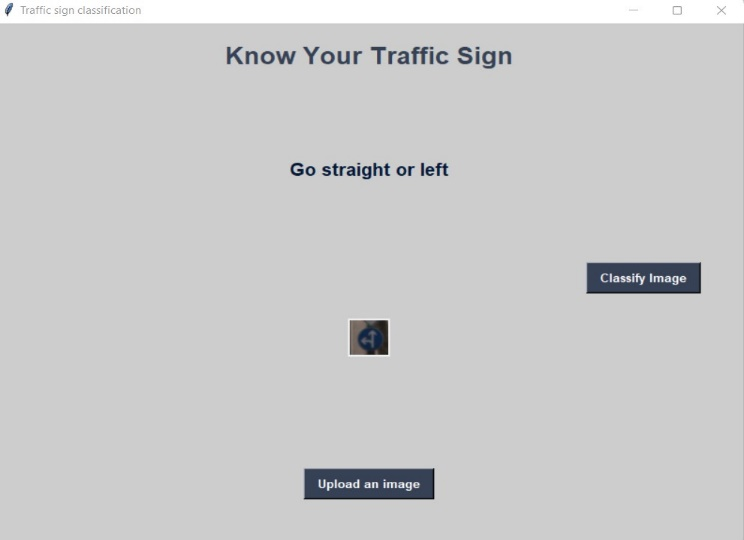 Traffic sign classification
Know Your Traffic Sign
Go straight or left
Classify Image
Upload an image